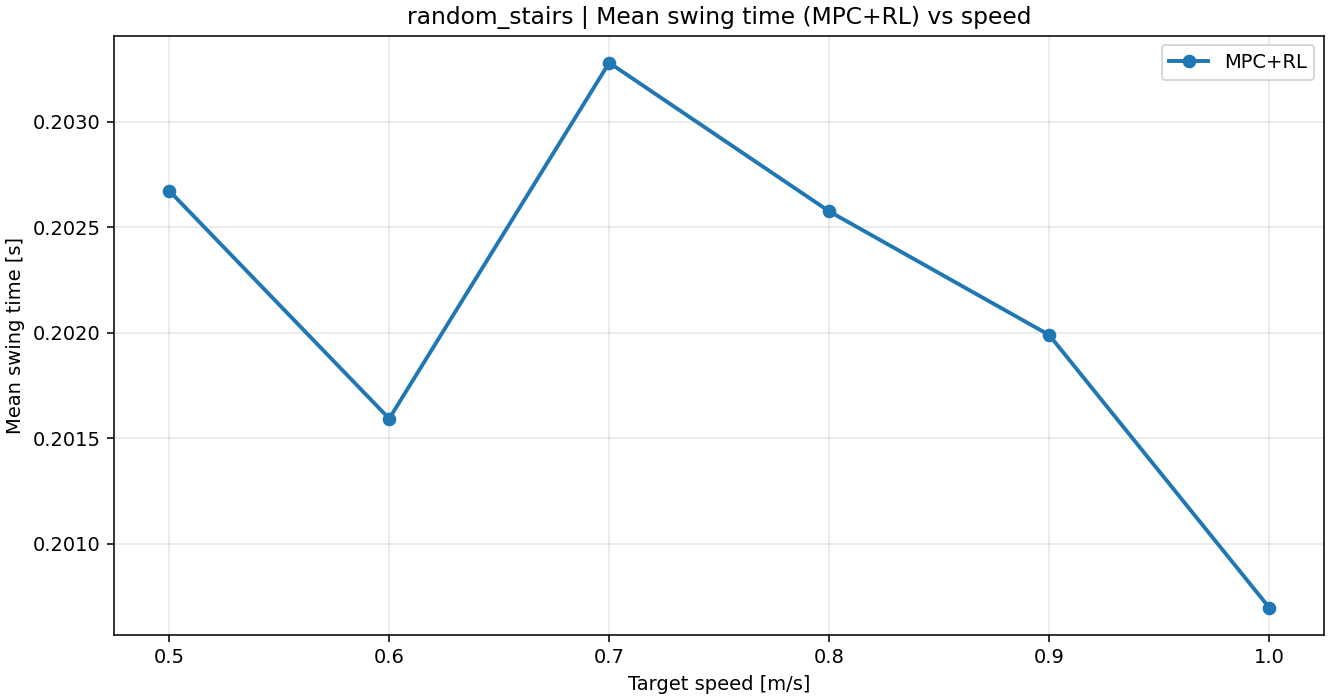 random_stairs | Mean swing time (MPC+RL) vs speed
MPC+RL
Mean swing time [s]
0.2030
0.2025
0.2020
0.2015
0.2010
0.5 0.6 0.7 0.8 0.9 1.0
Target speed [m/s]